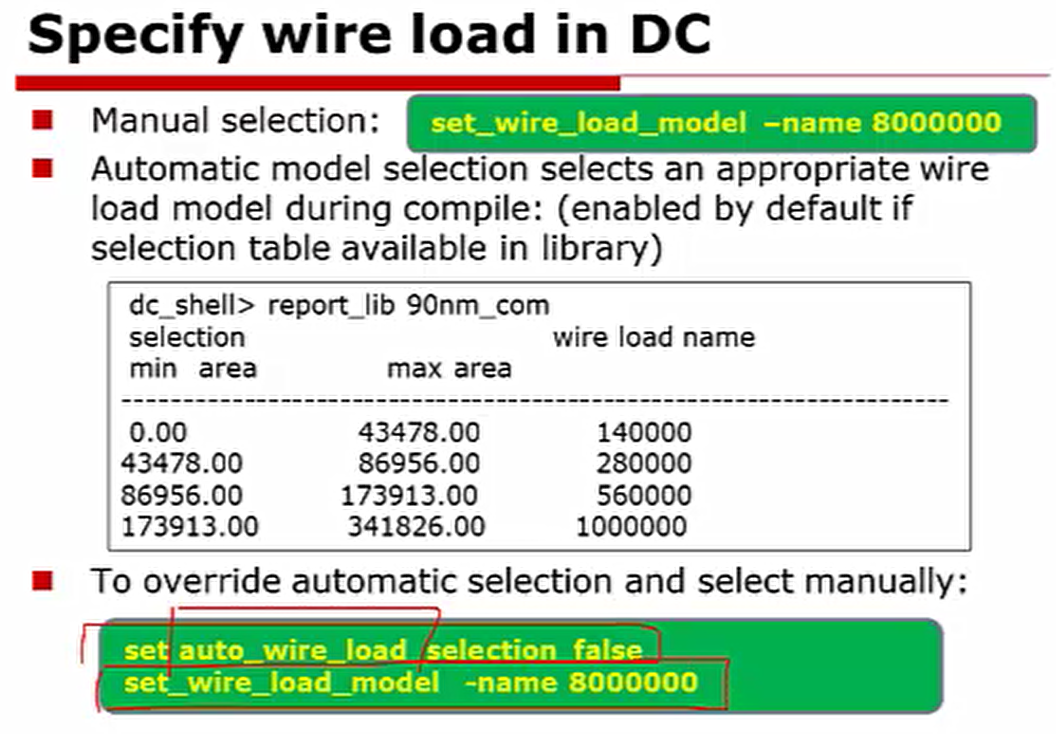 Specify wire load in DC
Manual selection: set_wire_load_model –name 8000000
Automatic model selection selects an appropriate wire
load model during compile: (enabled by default if
selection table available in library)
dc_shell> report_lib 90nm_com
selection wire load name
min area max area
--------------------------------------------------------------------------------
0.00 43478.00 140000
43478.00 86956.00 280000
86956.00 173913.00 560000
173913.00 341826.00 1000000
To override automatic selection and select manually:
set auto_wire_load_selection false
set_wire_load_model -name 8000000